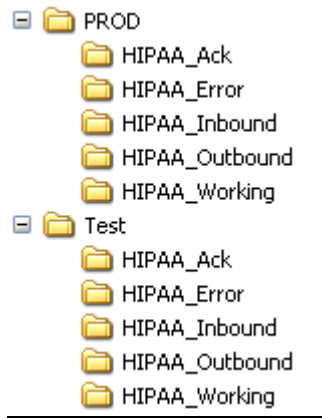 PROD
HIPAA_Ack
HIPAA_Error
HIPAA_Inbound
HIPAA_Outbound
HIPAA_Working
Test
HIPAA_Ack
HIPAA_Error
HIPAA_Inbound
HIPAA_Outbound
HIPAA_Working